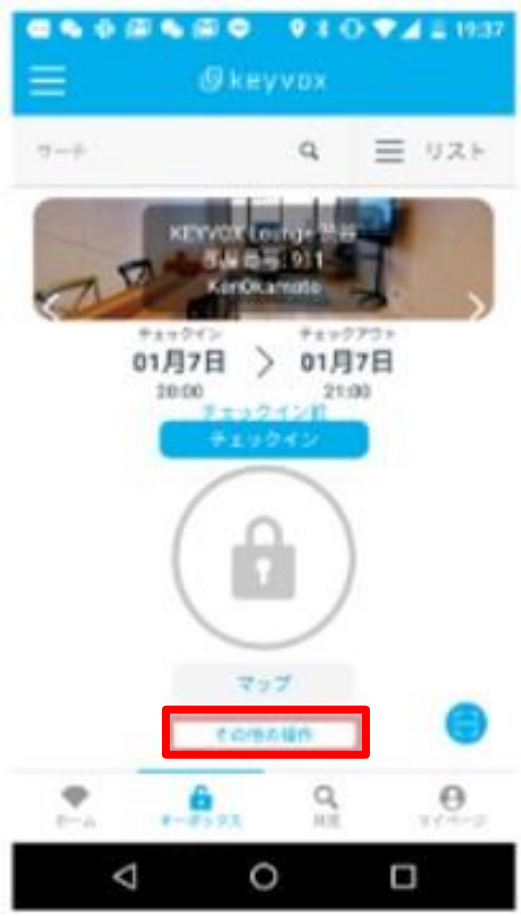 19:37
keyvox
サーチ
リスト
KEYVOX Lounge 渋谷
部屋番号: 911
KenOkamoto
チェックイン
チェックアウト
01月7日
01月7日
20:00
21:00
チェックイン前
チェックイン
マップ
その他の操作
ホーム
キーボックス
検索
マイページ